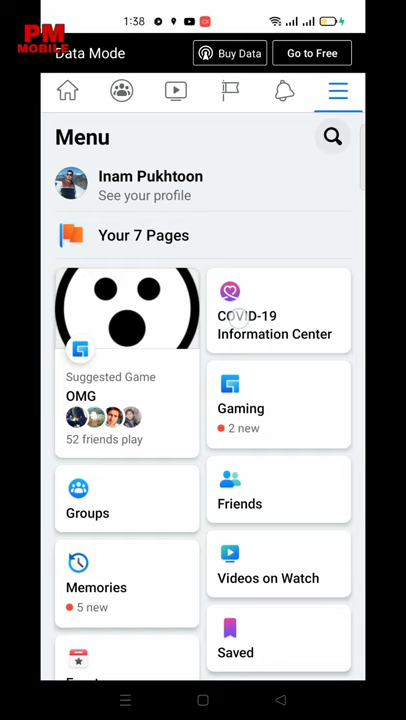 1:38
PM
MOBILE
Data Mode
Buy Data
Go to Free
Menu
Inam Pukhtoon
See your profile
Your 7 Pages
COVID-19
Information Center
Suggested Game
OMG
52 friends play
Gaming
2 new
Groups
Friends
Memories
5 new
Videos on Watch
Saved